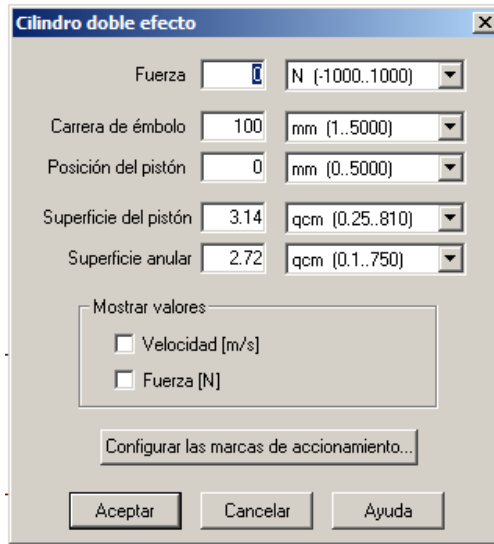 Cilindro doble efecto
Fuerza 0 N (-1000..1000)
Carrera de émbolo 100 mm (1..5000)
Posición del pistón 0 mm (0..5000)
Superficie del pistón 3.14 qcm (0.25..810)
Superficie anular 2.72 qcm (0.1..750)
Mostrar valores
Velocidad [m/s]
Fuerza [N]
Configurar las marcas de accionamiento...
Aceptar Cancelar Ayuda